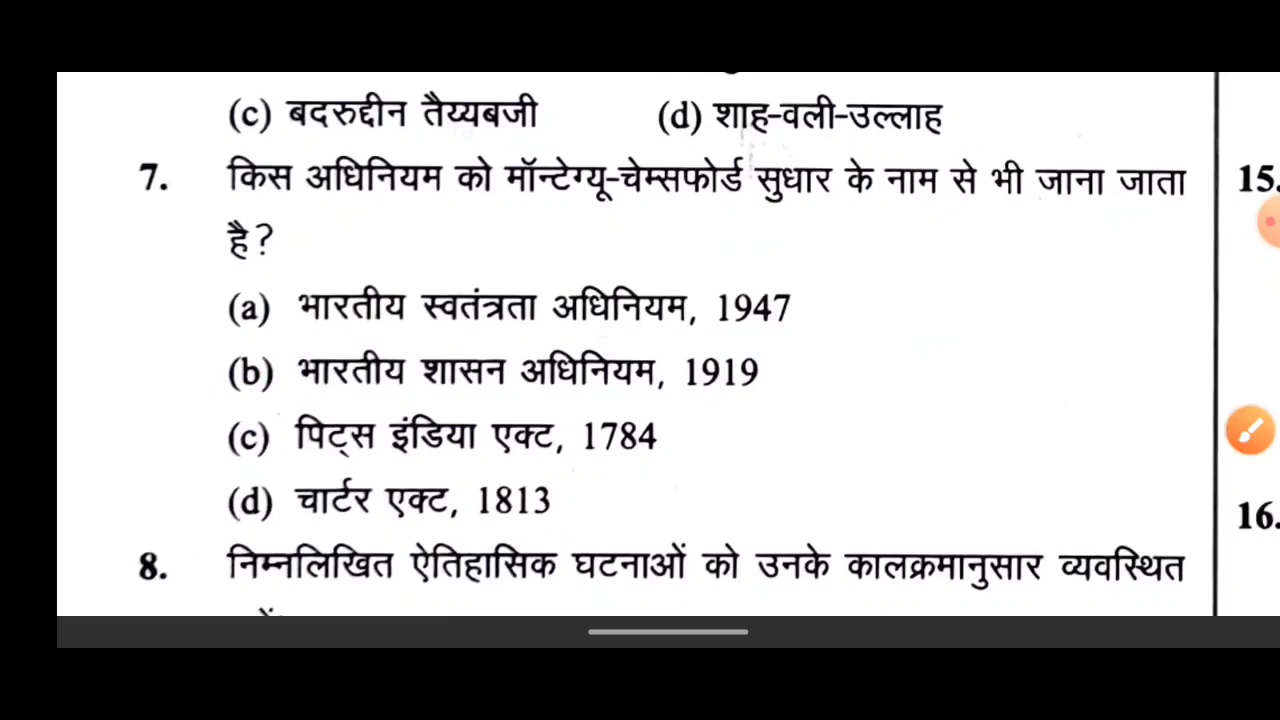 (c) बदरुद्दीन तैय्यबजी (d) शाह-वली-उल्लाह
7. किस अधिनियम को मॉन्टेग्यू-चेम्सफोर्ड सुधार के नाम से भी जाना जाता
है?
(a) भारतीय स्वतंत्रता अधिनियम, 1947
(b) भारतीय शासन अधिनियम, 1919
(c) पिट्स इंडिया एक्ट, 1784
(d) चार्टर एक्ट, 1813
8. निम्नलिखित ऐतिहासिक घटनाओं को उनके कालक्रमानुसार व्यवस्थित
15.
16.